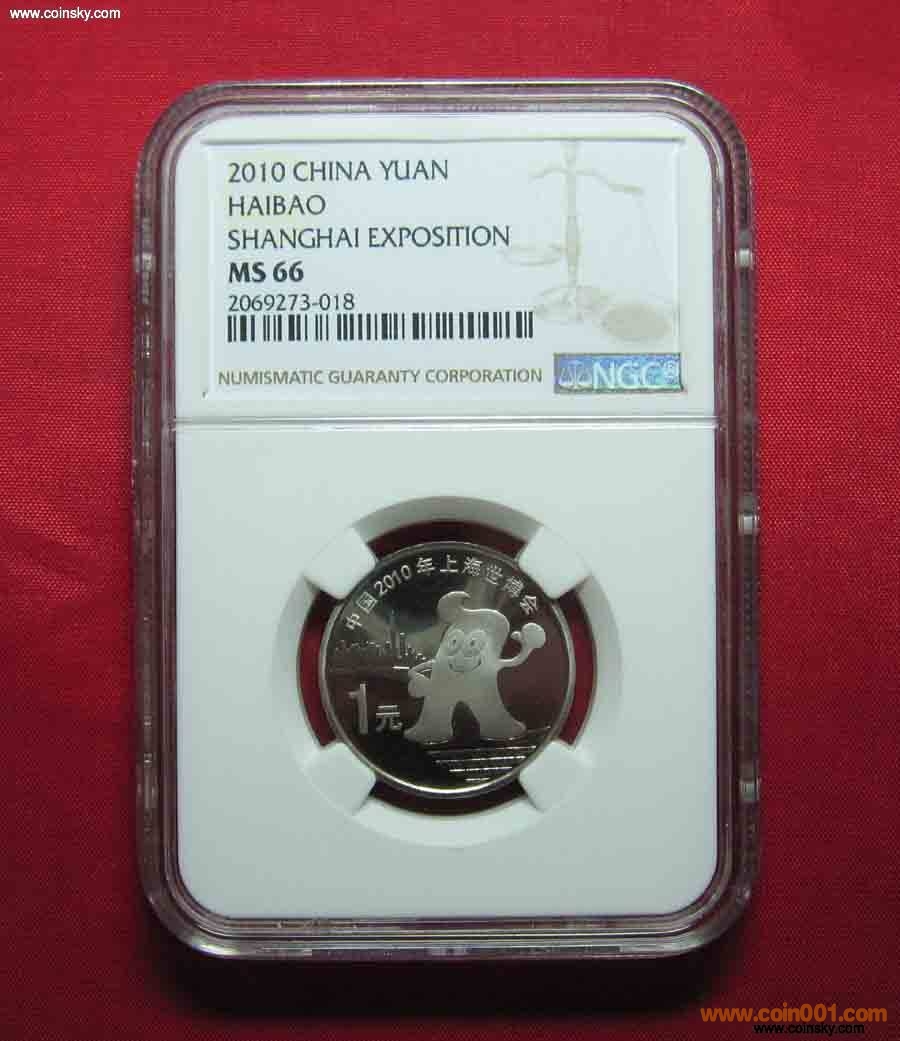 www.coinsky.com
2010 CHINA YUAN
HAIBAO
SHANGHAI EXPOSITION
MS 66
2069273-018
NUMISMATIC GUARANTY CORPORATION
NGC®
中国2010年上海世博会
1元
www.coin001.com
www.coinsky.com